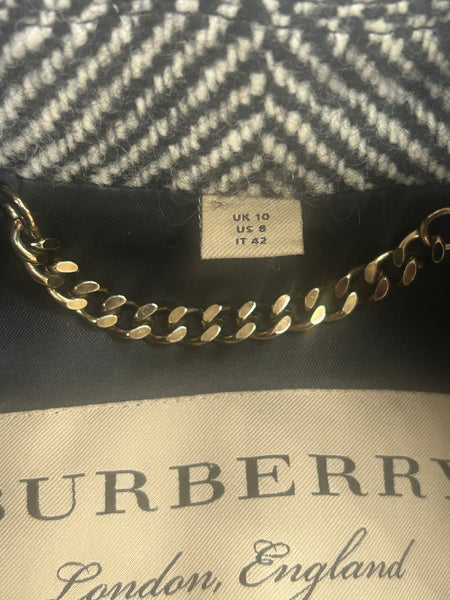 UK 10
US 8
IT 42
BURBERRY
London, England